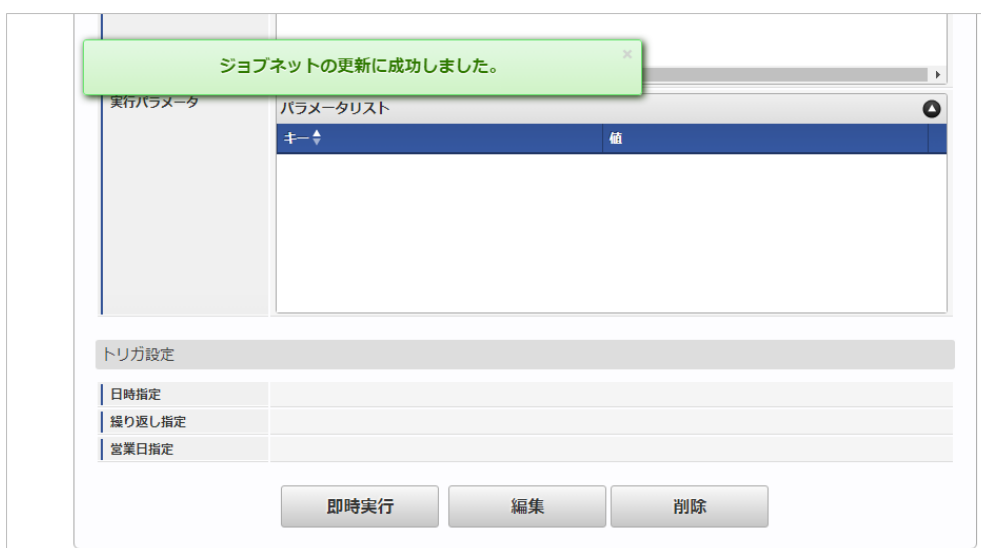 ジョブネットの更新に成功しました。
×
実行パラメータ
パラメータリスト
キー 値
トリガ設定
日時指定
繰り返し指定
営業日指定
即時実行 編集 削除